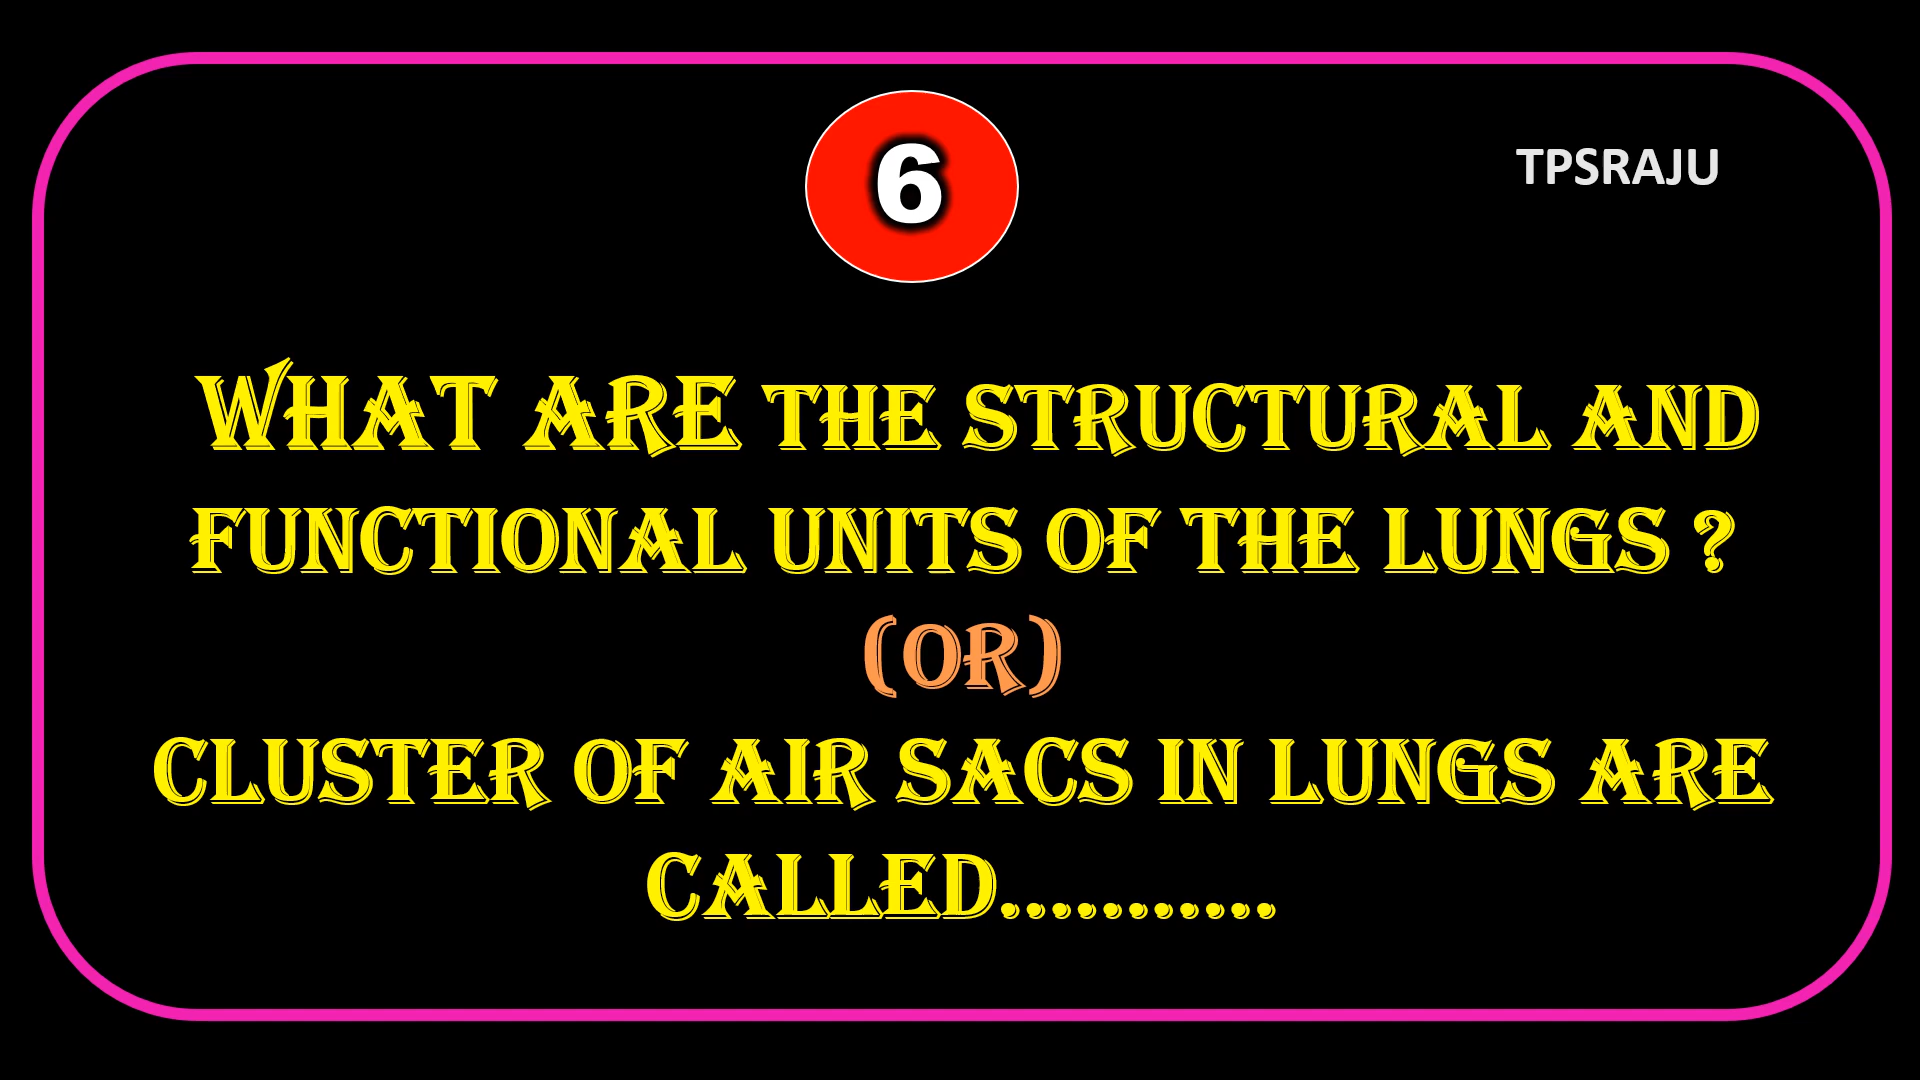 6
TPSRAJU
WHAT ARE THE STRUCTURAL AND
FUNCTIONAL UNITS OF THE LUNGS ?
(OR)
CLUSTER OF AIR SACS IN LUNGS ARE
CALLED...........